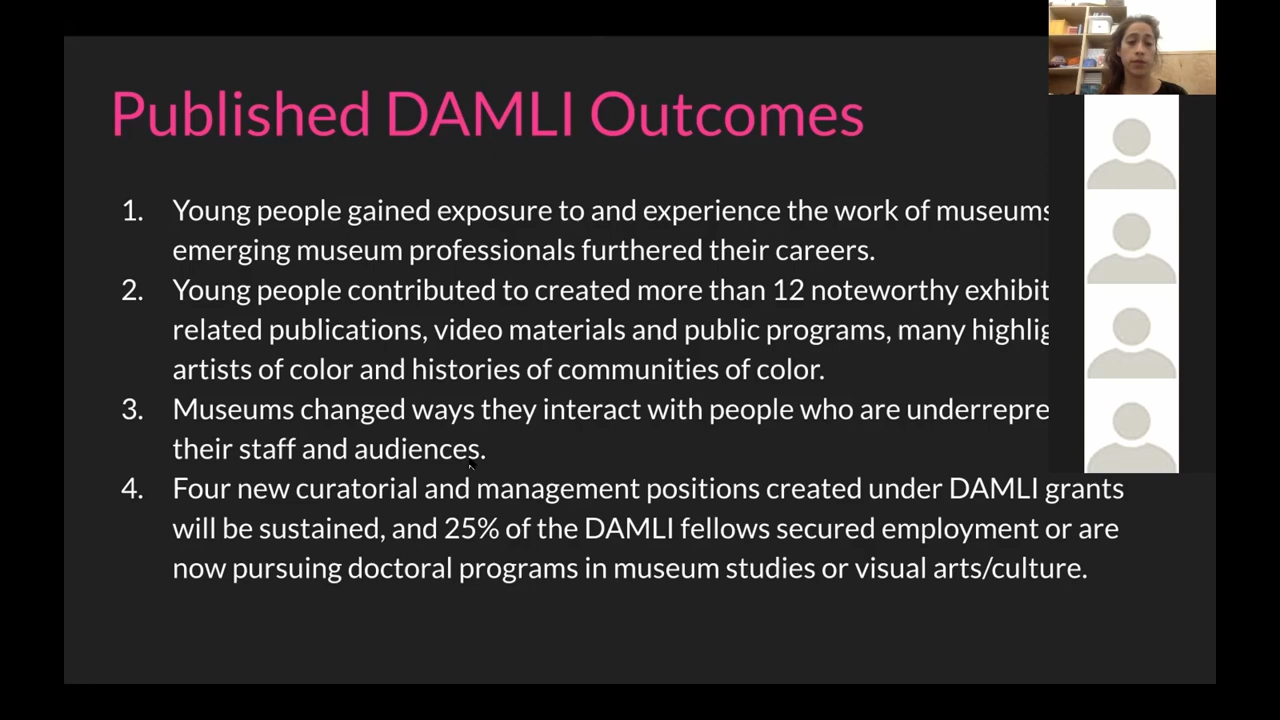 Published DAMLI Outcomes
1. Young people gained exposure to and experience the work of museums
emerging museum professionals furthered their careers.
2. Young people contributed to created more than 12 noteworthy
related publications, video materials and public programs, many
artists of color and histories of communities of color.
3. Museums changed ways they interact with people who are
their staff and audiences.
4. Four new curatorial and management positions created under DAMLI grants
will be sustained, and 25% of the DAMLI fellows secured employment or are
now pursuing doctoral programs in museum studies or visual arts/culture.